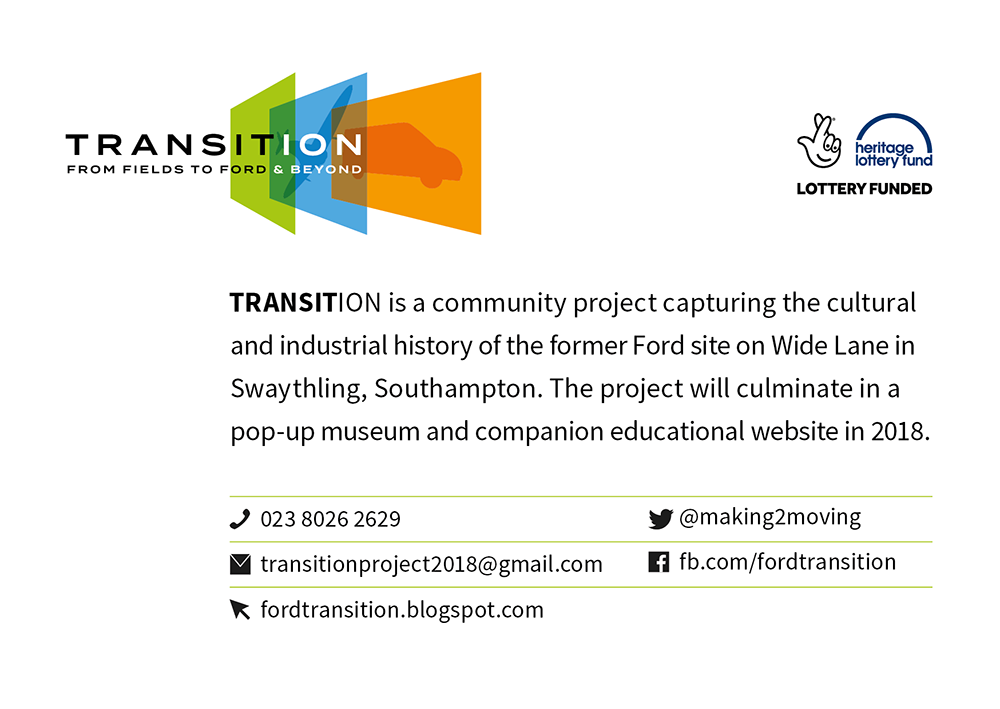 TRANSITION
FROM FIELDS TO FORD & BEYOND
heritage
lottery fund
LOTTERY FUNDED
TRANSITION is a community project capturing the cultural
and industrial history of the former Ford site on Wide Lane in
Swaythling, Southampton. The project will culminate in a
pop-up museum and companion educational website in 2018.
023 8026 2629
@making2moving
transitionproject2018@gmail.com
fb.com/fordtransition
fordtransition.blogspot.com